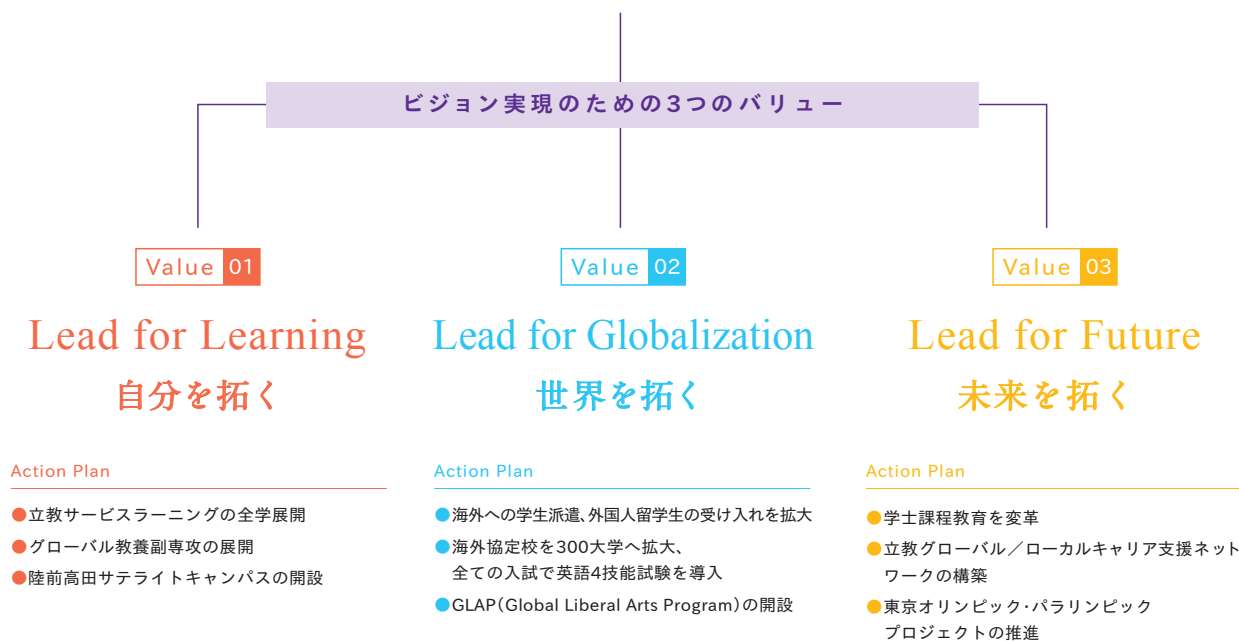 ビジョン実現のための3つのバリュー
Value 01
Lead for Learning
自分を拓く
Action Plan
●立教サービスラーニングの全学展開
●グローバル教養副専攻の展開
●陸前高田サテライトキャンパスの開設
Value 02
Lead for Globalization
世界を拓く
Action Plan
●海外への学生派遣、外国人留学生の受け入れを拡大
●海外協定校を300大学へ拡大、
全ての入試で英語4技能試験を導入
●GLAP(Global Liberal Arts Program)の開設
Value 03
Lead for Future
未来を拓く
Action Plan
●学士課程教育を変革
●立教グローバル／ローカルキャリア支援ネット
ワークの構築
●東京オリンピック・パラリンピック
プロジェクトの推進